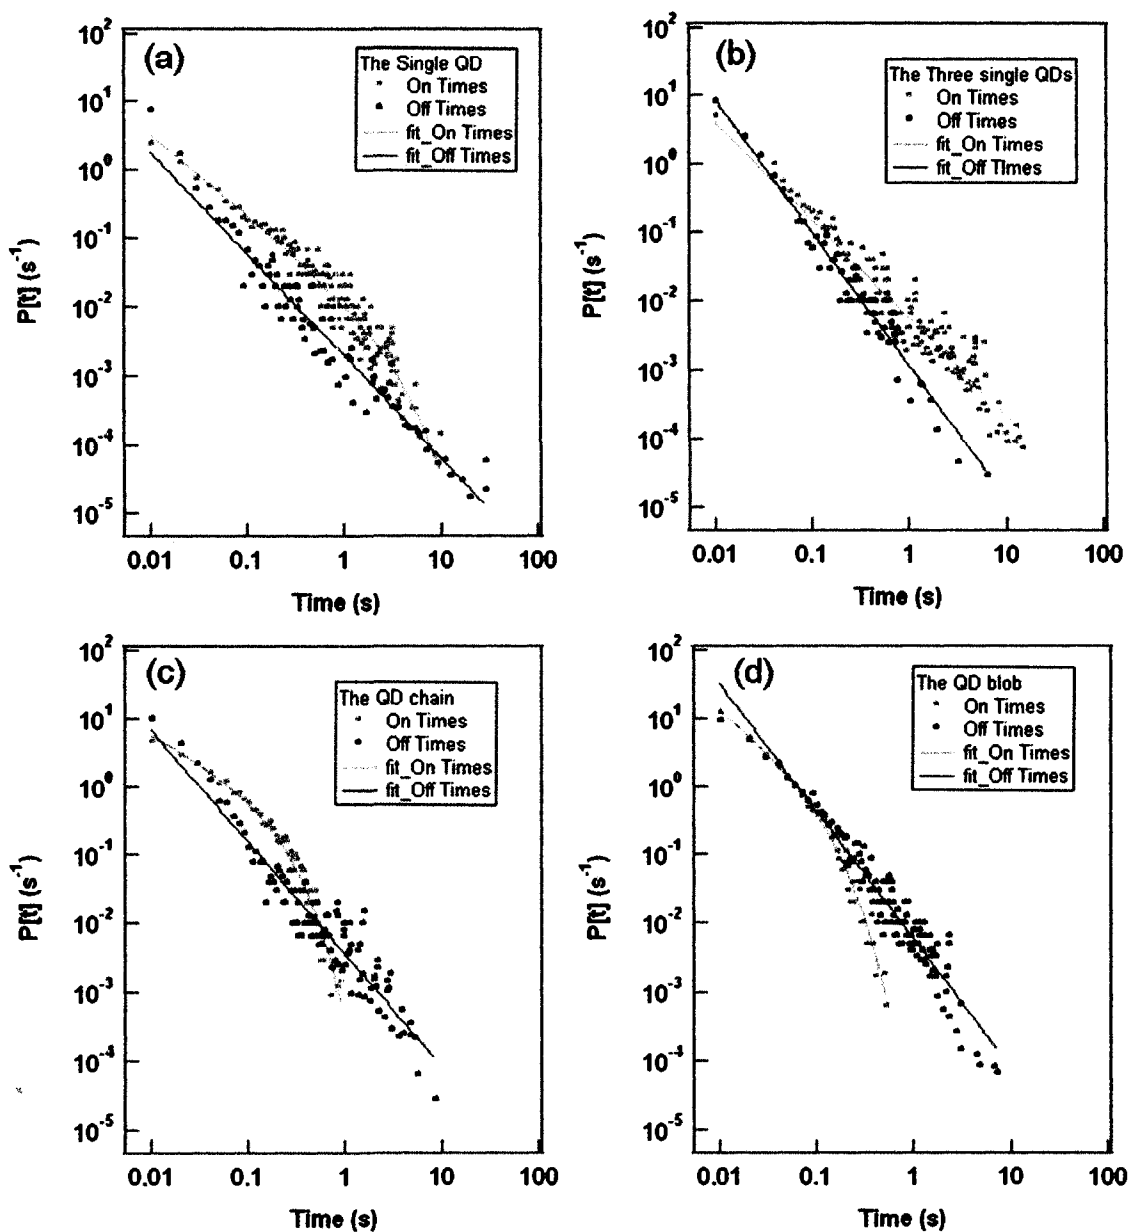 (a)
The Single QD
On Times
Off Times
fit_On Times
fit_Off Times
P[t] (s⁻¹)
10²
10¹
10⁰
10⁻¹
10⁻²
10⁻³
10⁻⁴
10⁻⁵
0.01 0.1 1 10 100
Time (s)
(b)
The Three single QDs
On Times
Off Times
fit_On Times
fit_Off TImes
P[t] (s⁻¹)
10²
10¹
10⁰
10⁻¹
10⁻²
10⁻³
10⁻⁴
10⁻⁵
0.01 0.1 1 10 100
Time (s)
(c)
The QD chain
On Times
Off Times
fit_On Times
fit_Off Times
P[t] (s⁻¹)
10²
10¹
10⁰
10⁻¹
10⁻²
10⁻³
10⁻⁴
10⁻⁵
0.01 0.1 1 10 100
Time (s)
(d)
The QD blob
On Times
Off Times
fit_On Times
fit_Off Times
P[t] (s⁻¹)
10²
10¹
10⁰
10⁻¹
10⁻²
10⁻³
10⁻⁴
10⁻⁵
0.01 0.1 1 10 100
Time (s)